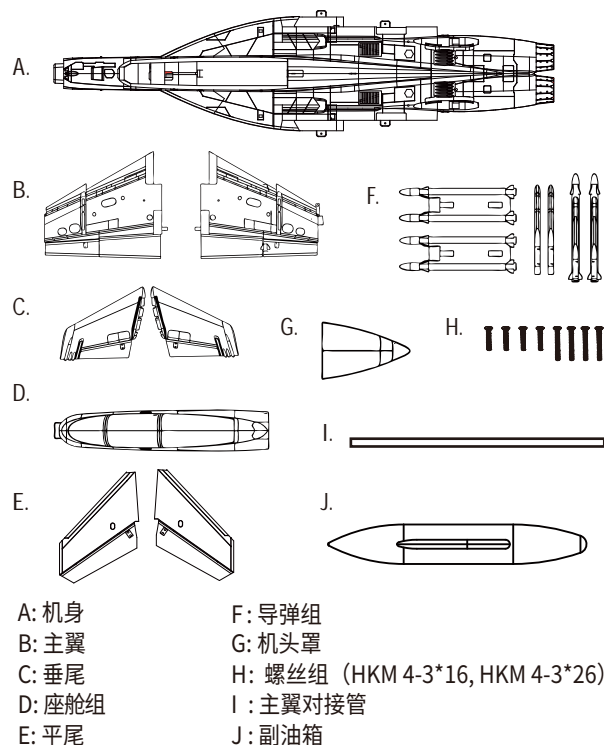 A.
B.
F.
C.
G.
H.
D.
I.
E.
J.
A: 机身
B: 主翼
C: 垂尾
D: 座舱组
E: 平尾
F: 导弹组
G: 机头罩
H: 螺丝组（HKM 4-3*16, HKM 4-3*26）
I : 主翼对接管
J : 副油箱